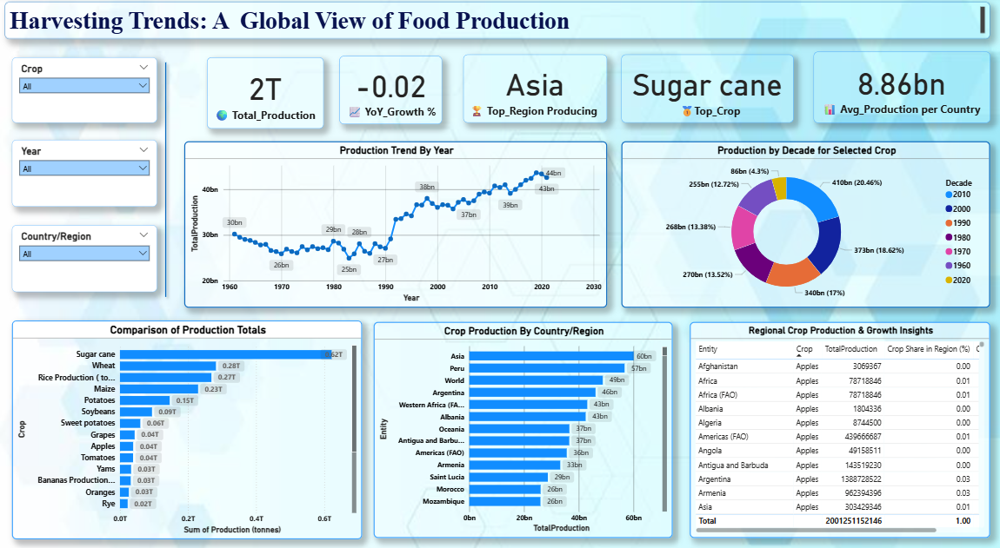 Harvesting Trends: A Global View of Food Production
Crop
All
Year
All
Country/Region
All
2T
Total_Production
-0.02
YoY_Growth %
Asia
Top_Region Producing
Sugar cane
Top_Crop
8.86bn
Avg_Production per Country
Production Trend By Year
TotalProduction
40bn
30bn
20bn
30bn
26bn
29bn
25bn
28bn
27bn
38bn
37bn
39bn
44bn
43bn
1960 1970 1980 1990 2000 2010 2020 2030
Year
Production by Decade for Selected Crop
86bn (4.3%)
255bn (12.72%)
268bn (13.38%)
270bn (13.52%)
340bn (17%)
373bn (18.62%)
410bn (20.46%)
Decade
2010
2000
1990
1980
1970
1960
2020
Comparison of Production Totals
Crop
Sugar cane 0.62T
Wheat 0.28T
Rice Production ( to... 0.27T
Maize 0.23T
Potatoes 0.15T
Soybeans 0.09T
Sweet potatoes 0.06T
Grapes 0.04T
Apples 0.04T
Tomatoes 0.04T
Yams 0.03T
Bananas Production... 0.03T
Oranges 0.03T
Rye 0.02T
0.0T 0.2T 0.4T 0.6T
Sum of Production (tonnes)
Crop Production By Country/Region
Entity
Asia 60bn
Peru 57bn
World 49bn
Argentina 46bn
Western Africa (FA... 43bn
Albania 43bn
Oceania 37bn
Antigua and Barbu... 37bn
Americas (FAO) 36bn
Armenia 33bn
Saint Lucia 29bn
Morocco 26bn
Mozambique 26bn
0bn 20bn 40bn 60bn
TotalProduction
Regional Crop Production & Growth Insights
Entity Crop TotalProduction Crop Share in Region (%) C
Afghanistan Apples 3069367 0.00
Africa Apples 78718846 0.01
Africa (FAO) Apples 78718846 0.01
Albania Apples 1804336 0.00
Algeria Apples 8744500 0.00
Americas (FAO) Apples 439666687 0.01
Angola Apples 49158511 0.00
Antigua and Barbuda Apples 143519230 0.00
Argentina Apples 1388728522 0.03
Armenia Apples 962394396 0.03
Asia Apples 303429346 0.01
Total 2001251152146 1.00